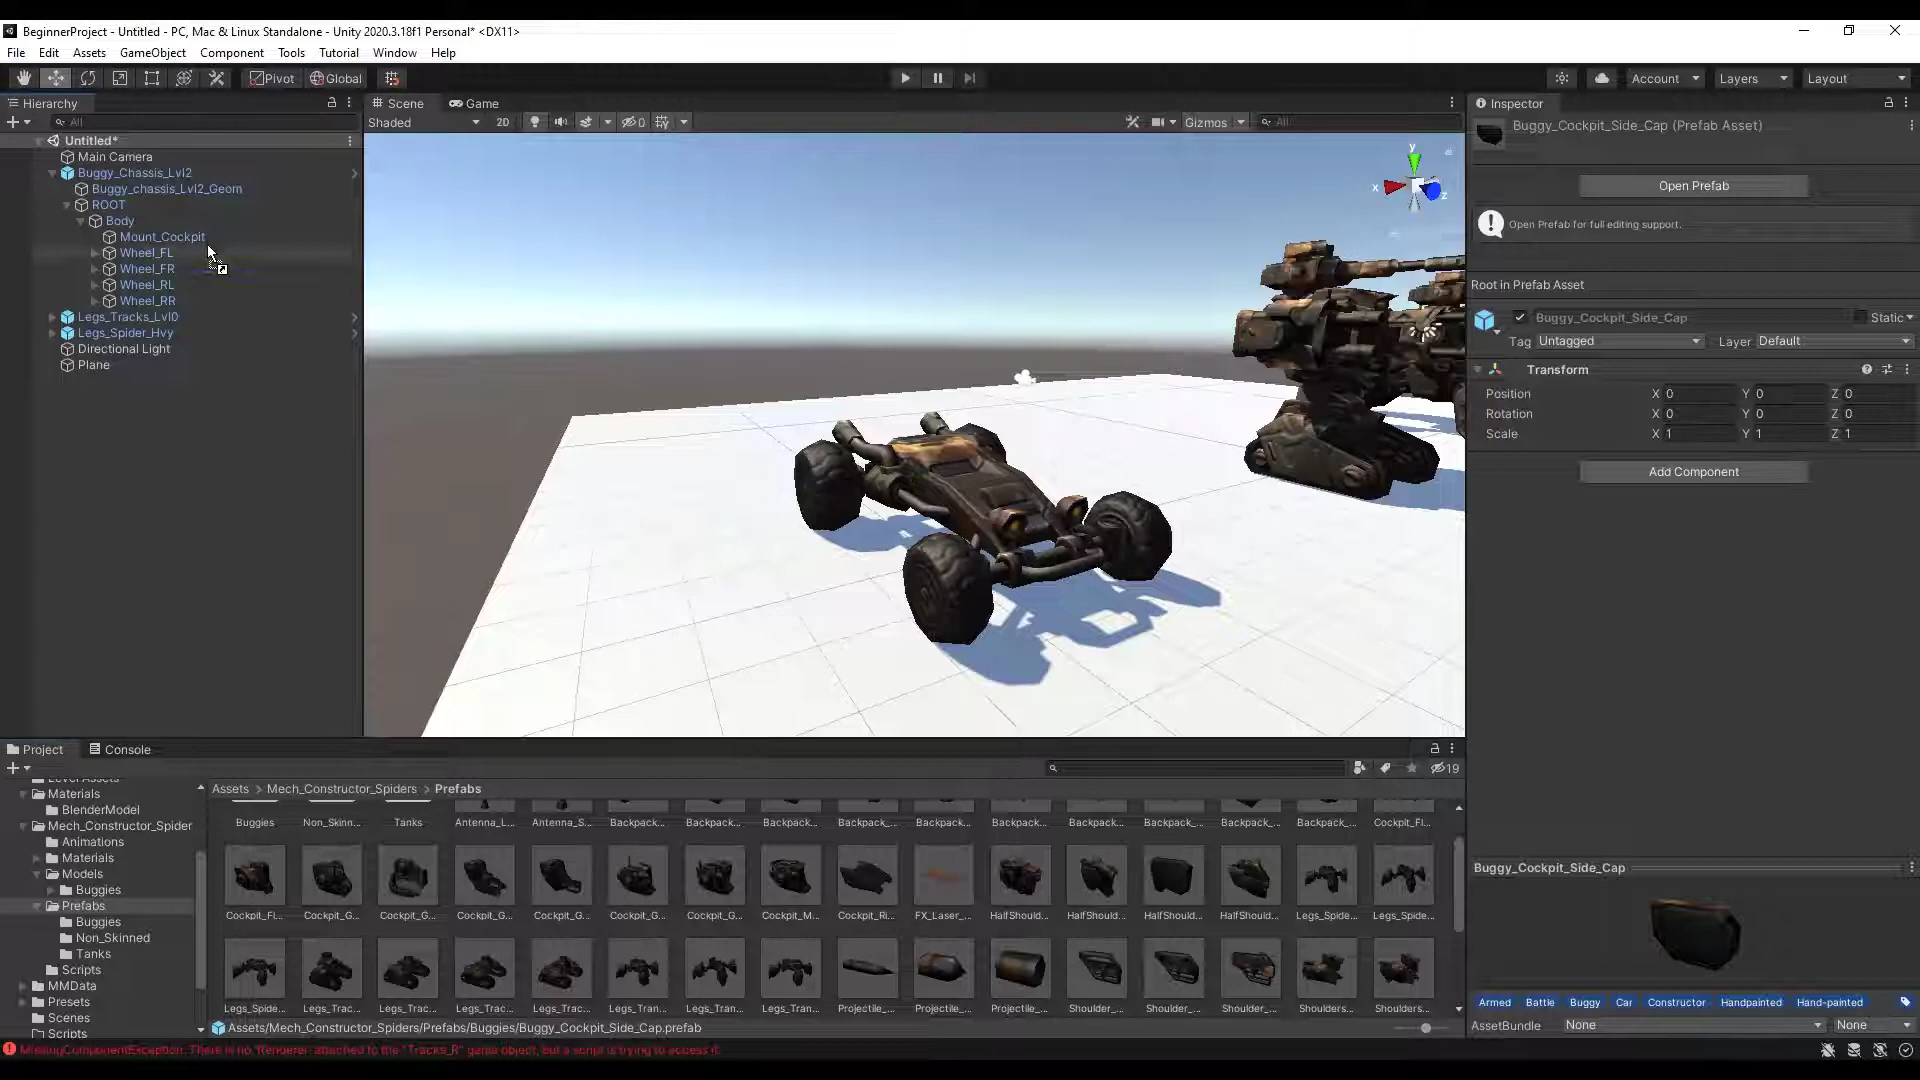 BeginnerProject - Untitled - PC, Mac & Linux Standalone - Unity 2020.3.18f1 Personal* <DX11>
File Edit Assets GameObject Component Tools Tutorial Window Help
Pivot Global Account Layers Layout
Hierarchy
All
Untitled*
Main Camera
Buggy_Chassis_Lvl2
Buggy_chassis_Lvl2_Geom
ROOT
Body
Mount_Cockpit
Wheel_FL
Wheel_FR
Wheel_RL
Wheel_RR
Legs_Tracks_Lvl0
Legs_Spider_Hvy
Directional Light
Plane
Scene Game
Shaded 2D 0 Gizmos All
y
x z
Inspector
Buggy_Cockpit_Side_Cap (Prefab Asset)
Open Prefab
Open Prefab for full editing support.
Root in Prefab Asset
Buggy_Cockpit_Side_Cap Static
Tag Untagged Layer Default
Transform
Position X 0 Y 0 Z 0
Rotation X 0 Y 0 Z 0
Scale X 1 Y 1 Z 1
Add Component
Project Console
19
Materials
BlenderModel
Mech_Constructor_Spider
Animations
Materials
Models
Buggies
Prefabs
Buggies
Non_Skinned
Tanks
Scripts
MMData
Presets
Scenes
Scripts
Assets > Mech_Constructor_Spiders > Prefabs
Buggies Non_Skinn... Tanks Antenna_L... Antenna_S... Backpack... Backpack... Backpack... Backpack_... Backpack... Backpack... Backpack... Backpack_... Backpack... Backpack_... Cockpit_Fl...
Cockpit_Fl... Cockpit_G... Cockpit_G... Cockpit_G... Cockpit_G... Cockpit_G... Cockpit_G... Cockpit_M... Cockpit_Ri... FX_Laser_... HalfShould... HalfShould... HalfShould... HalfShould... Legs_Spide... Legs_Spide...
Legs_Spide... Legs_Trac... Legs_Trac... Legs_Trac... Legs_Trac... Legs_Tran... Legs_Tran... Legs_Tran... Projectile_... Projectile_... Projectile_... Shoulder_... Shoulder_... Shoulder_... Shoulders... Shoulders...
Assets/Mech_Constructor_Spiders/Prefabs/Buggies/Buggy_Cockpit_Side_Cap.prefab
Buggy_Cockpit_Side_Cap
Armed Battle Buggy Car Constructor Handpainted Hand-painted
AssetBundle None None
MissingComponentException: There is no 'Renderer' attached to the "Tracks_R" game object, but a script is trying to access it.